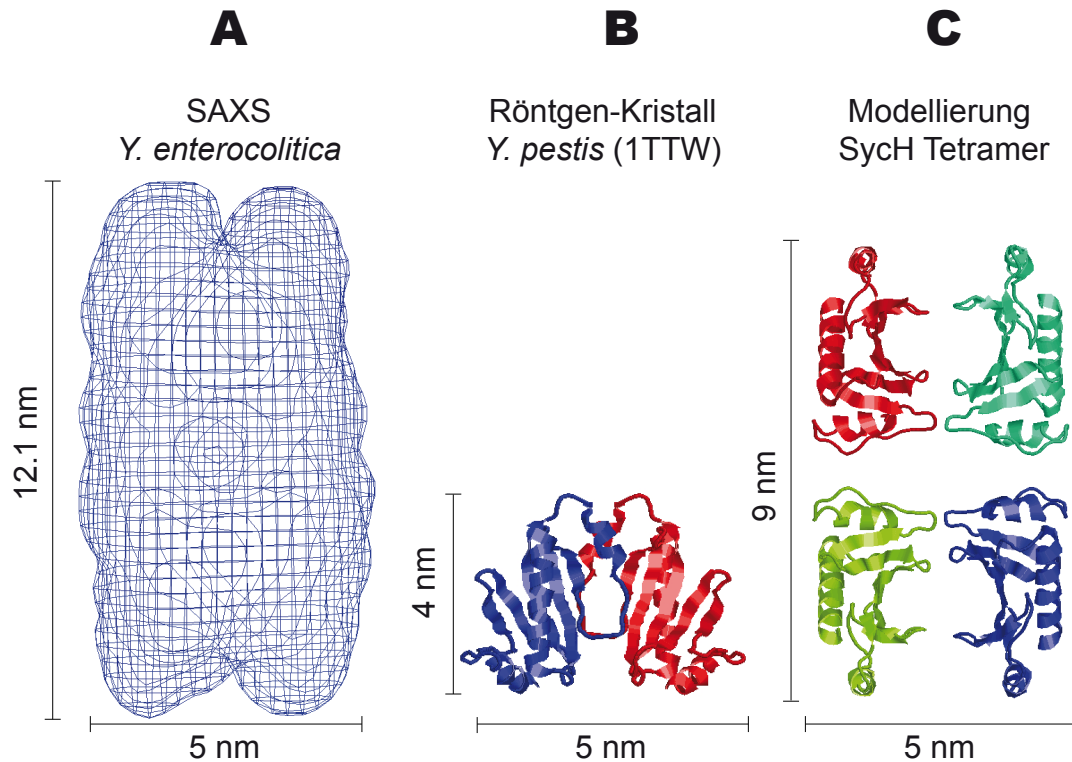 A
SAXS
Y. enterocolitica
12.1 nm
5 nm
B
Röntgen-Kristall
Y. pestis (1TTW)
4 nm
5 nm
C
Modellierung
SycH Tetramer
9 nm
5 nm